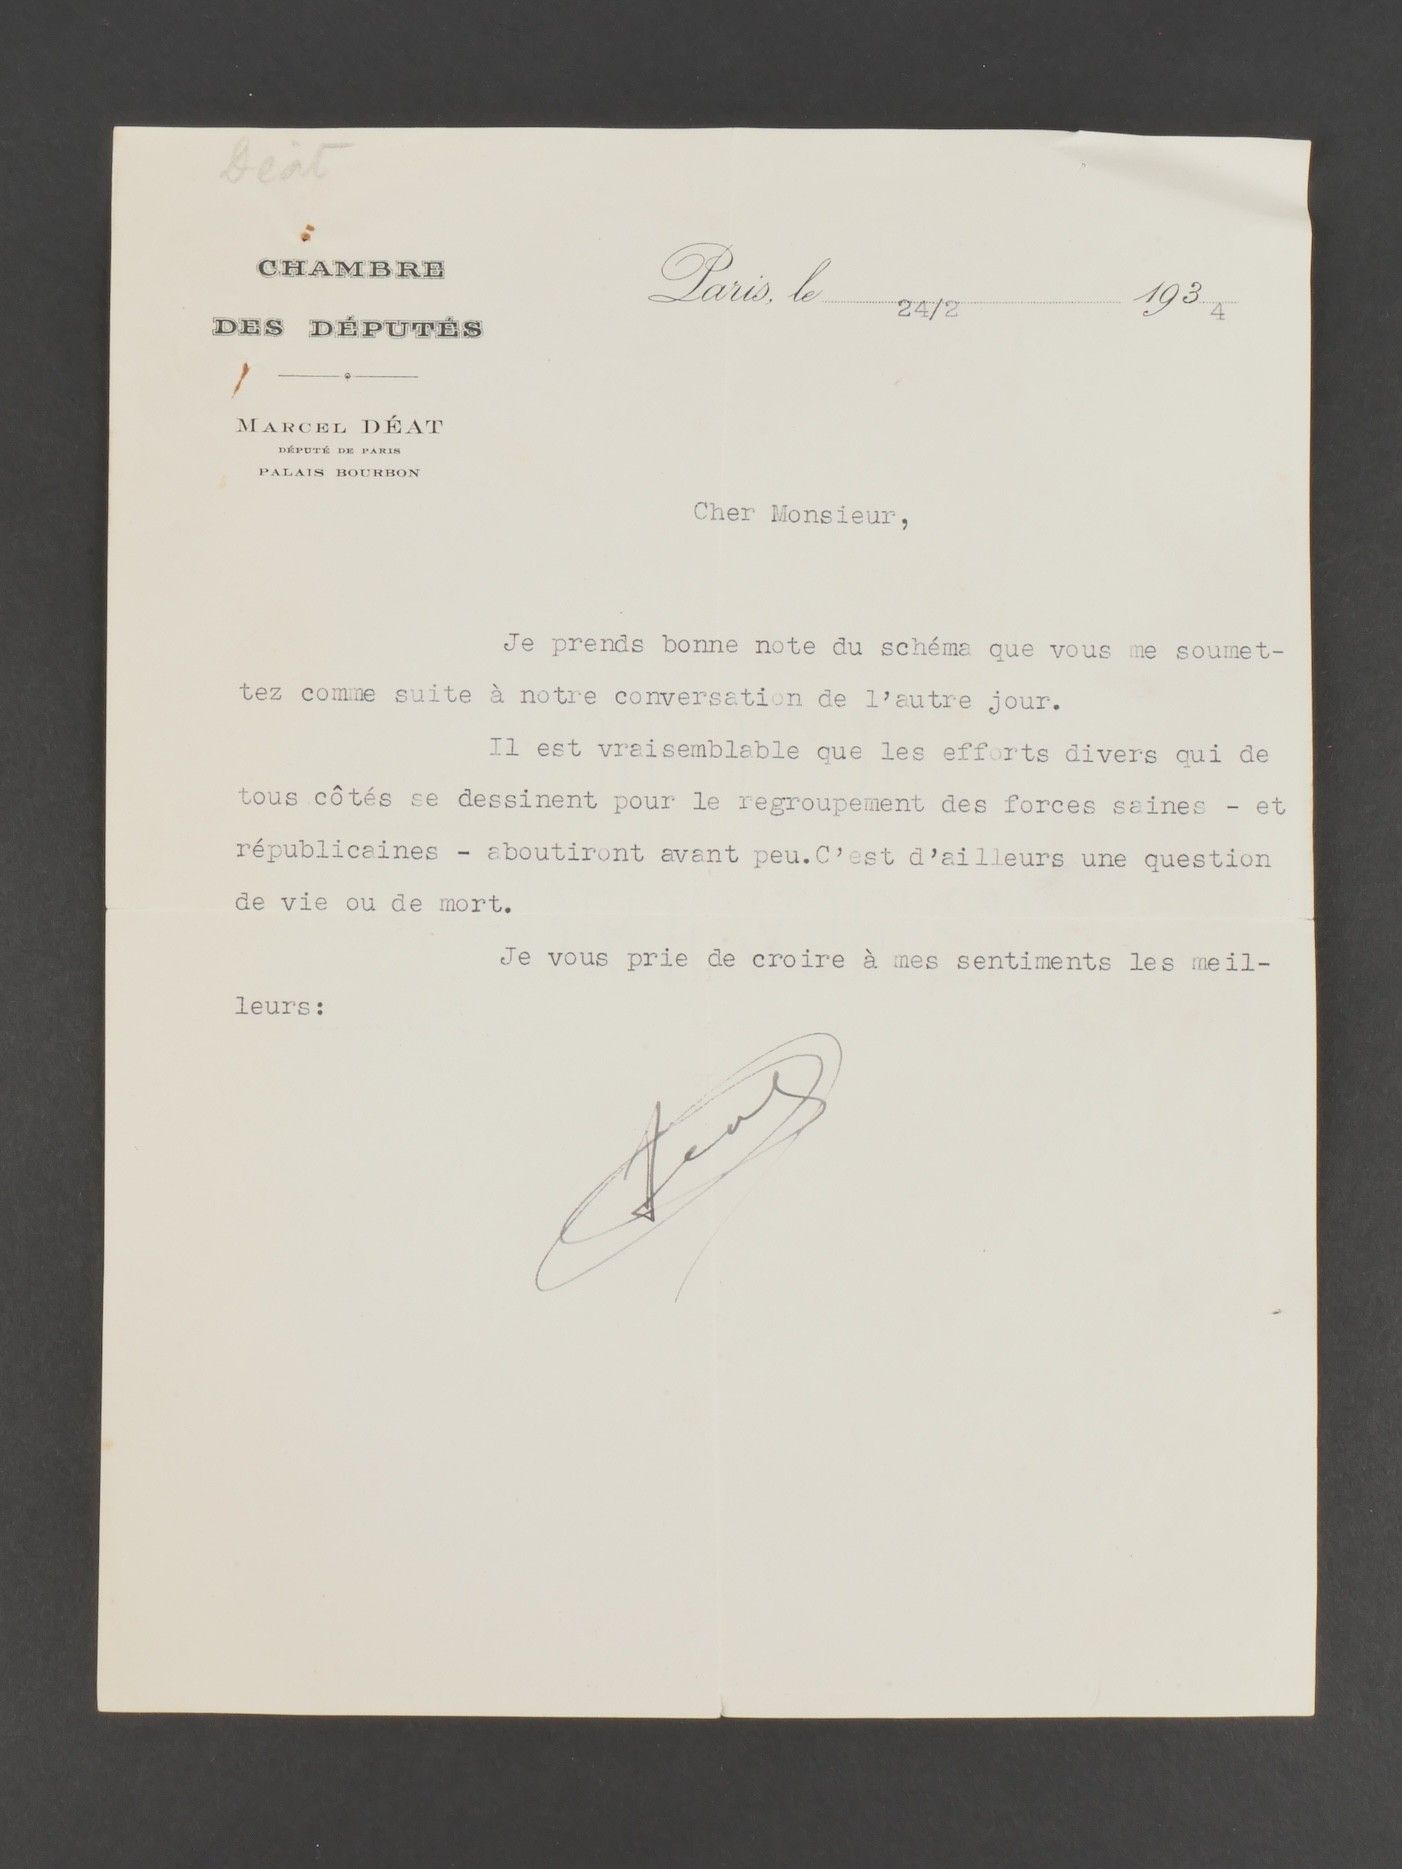 Déat
CHAMBRE
DES DÉPUTÉS
MARCEL DÉAT
DÉPUTÉ DE PARIS
PALAIS BOURBON
Paris, le 24/2 1934
Cher Monsieur,
Je prends bonne note du schéma que vous me soumet-
tez comme suite à notre conversation de l'autre jour.
Il est vraisemblable que les efforts divers qui de
tous côtés se dessinent pour le regroupement des forces saines - et
républicaines - aboutiront avant peu.C'est d'ailleurs une question
de vie ou de mort.
Je vous prie de croire à mes sentiments les meil-
leurs:
Déat